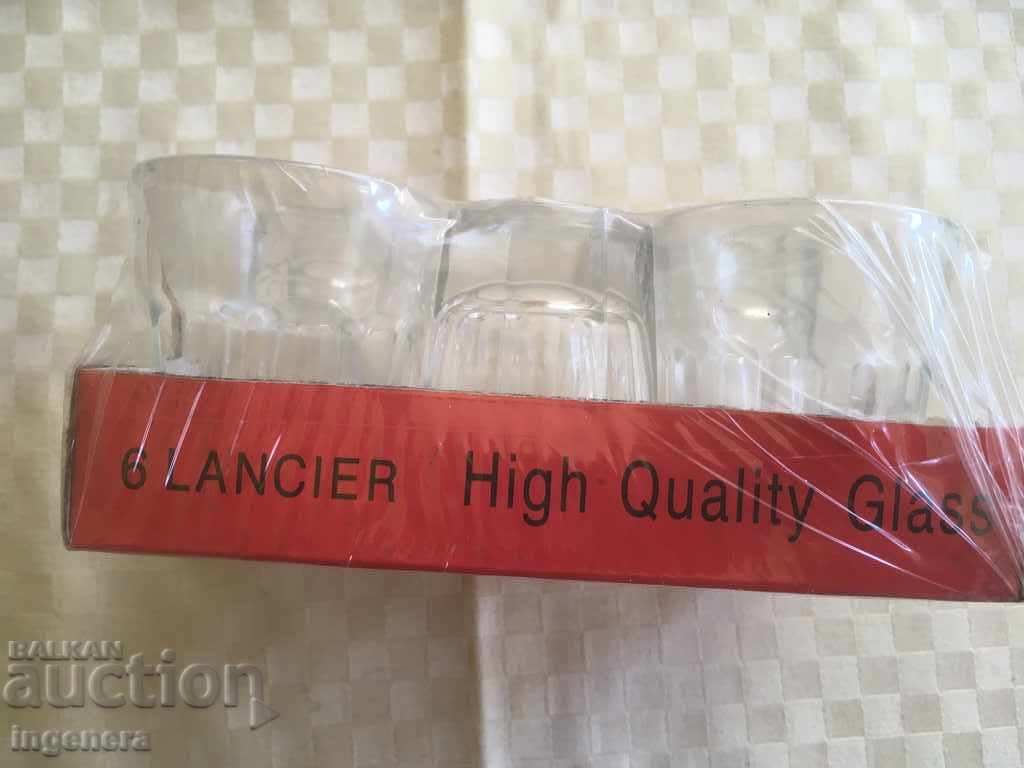 6 LANCIER High Quality Glass
BALKAN
auction
ingenera